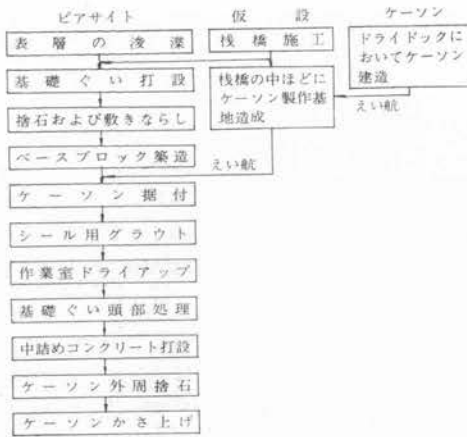 ピアサイト
仮設
ケーソン
表層の浚渫
桟橋施工
ドライドックに
おいてケーソン
建造
基礎ぐい打設
桟橋の中ほどに
ケーソン製作基
地造成
えい航
捨石および敷きならし
ベースブロック築造
えい航
ケーソン据付
シール用グラウト
作業室ドライアップ
基礎ぐい頭部処理
中詰めコンクリート打設
ケーソン外周捨石
ケーソンかさ上げ